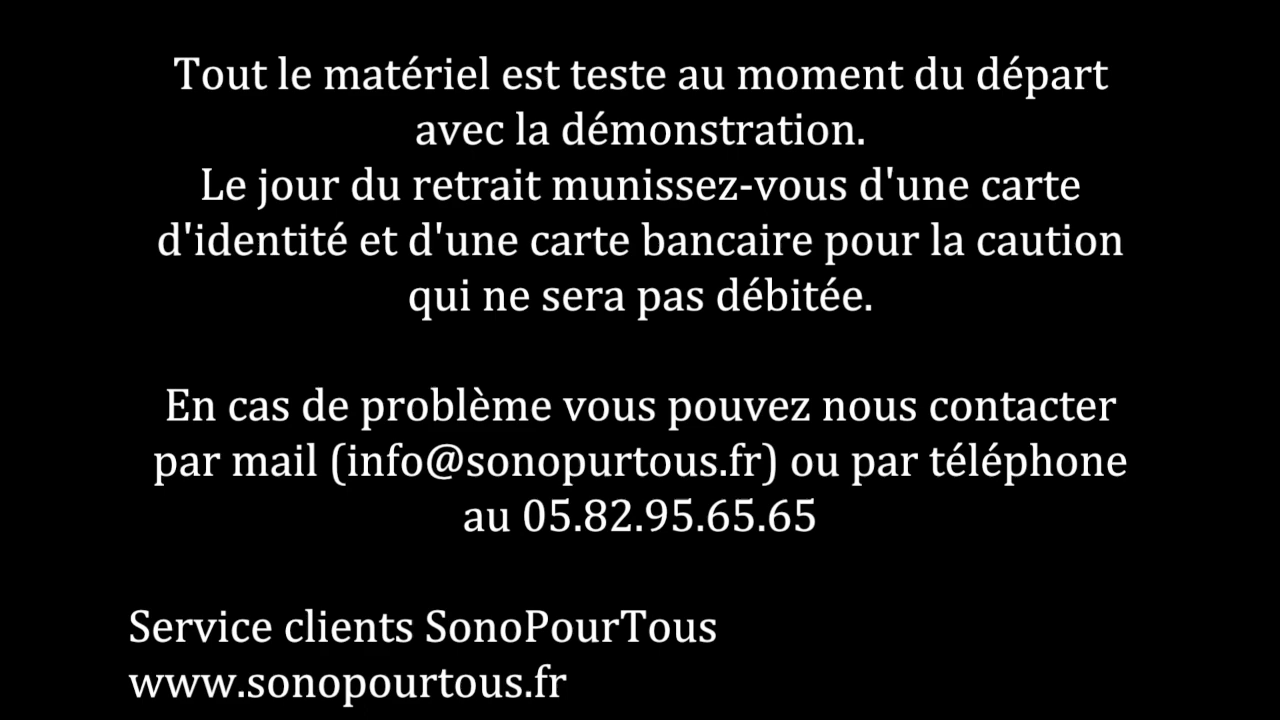 Tout le matériel est teste au moment du départ
avec la démonstration.
Le jour du retrait munissez-vous d'une carte
d'identité et d'une carte bancaire pour la caution
qui ne sera pas débitée.
En cas de problème vous pouvez nous contacter
par mail (info@sonopurtous.fr) ou par téléphone
au 05.82.95.65.65
Service clients SonoPourTous
www.sonopourtous.fr